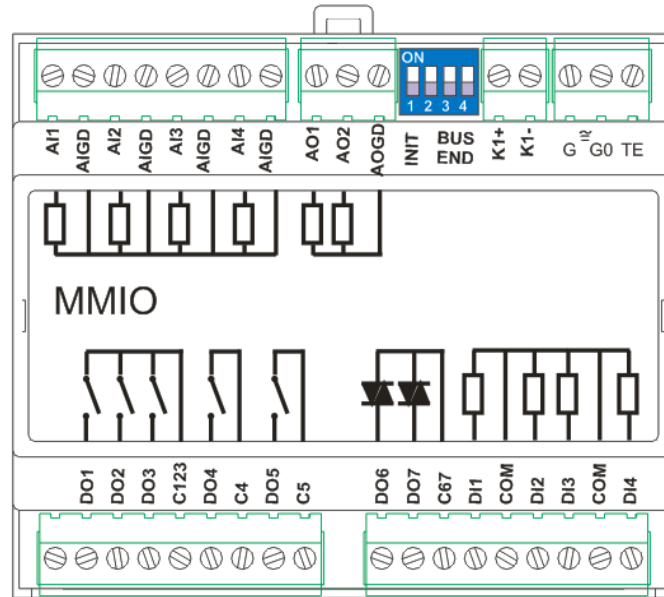 ON
1 2 3 4
AI1 AIGD AI2 AIGD AI3 AIGD AI4 AIGD AO1 AO2 AOGD INIT BUS END K1+ K1- G G0 TE
MMIO
DO1 DO2 DO3 C123 DO4 C4 DO5 C5 DO6 DO7 C67 DI1 COM DI2 DI3 COM DI4